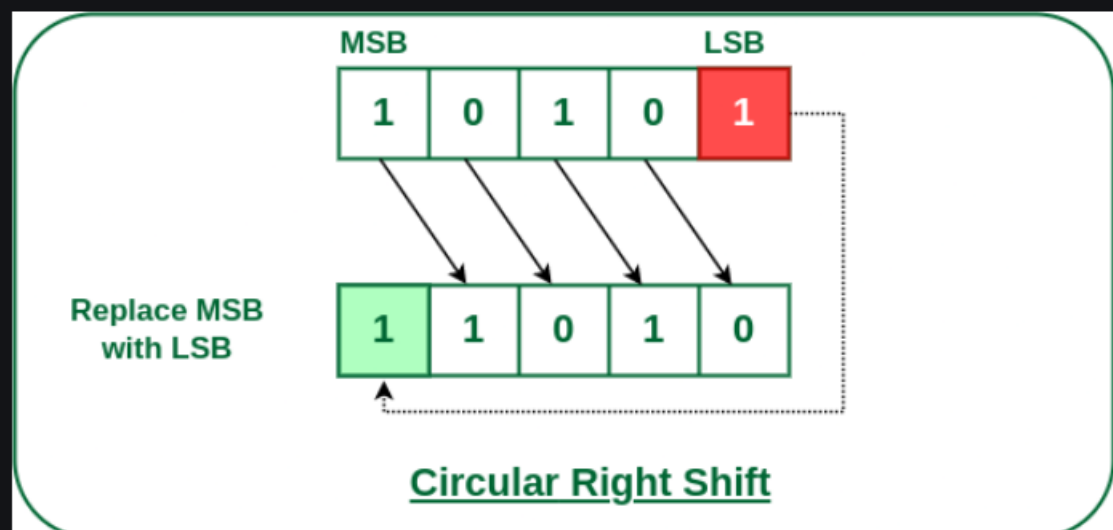 MSB LSB
1 0 1 0 1
Replace MSB
with LSB
1 1 0 1 0
Circular Right Shift